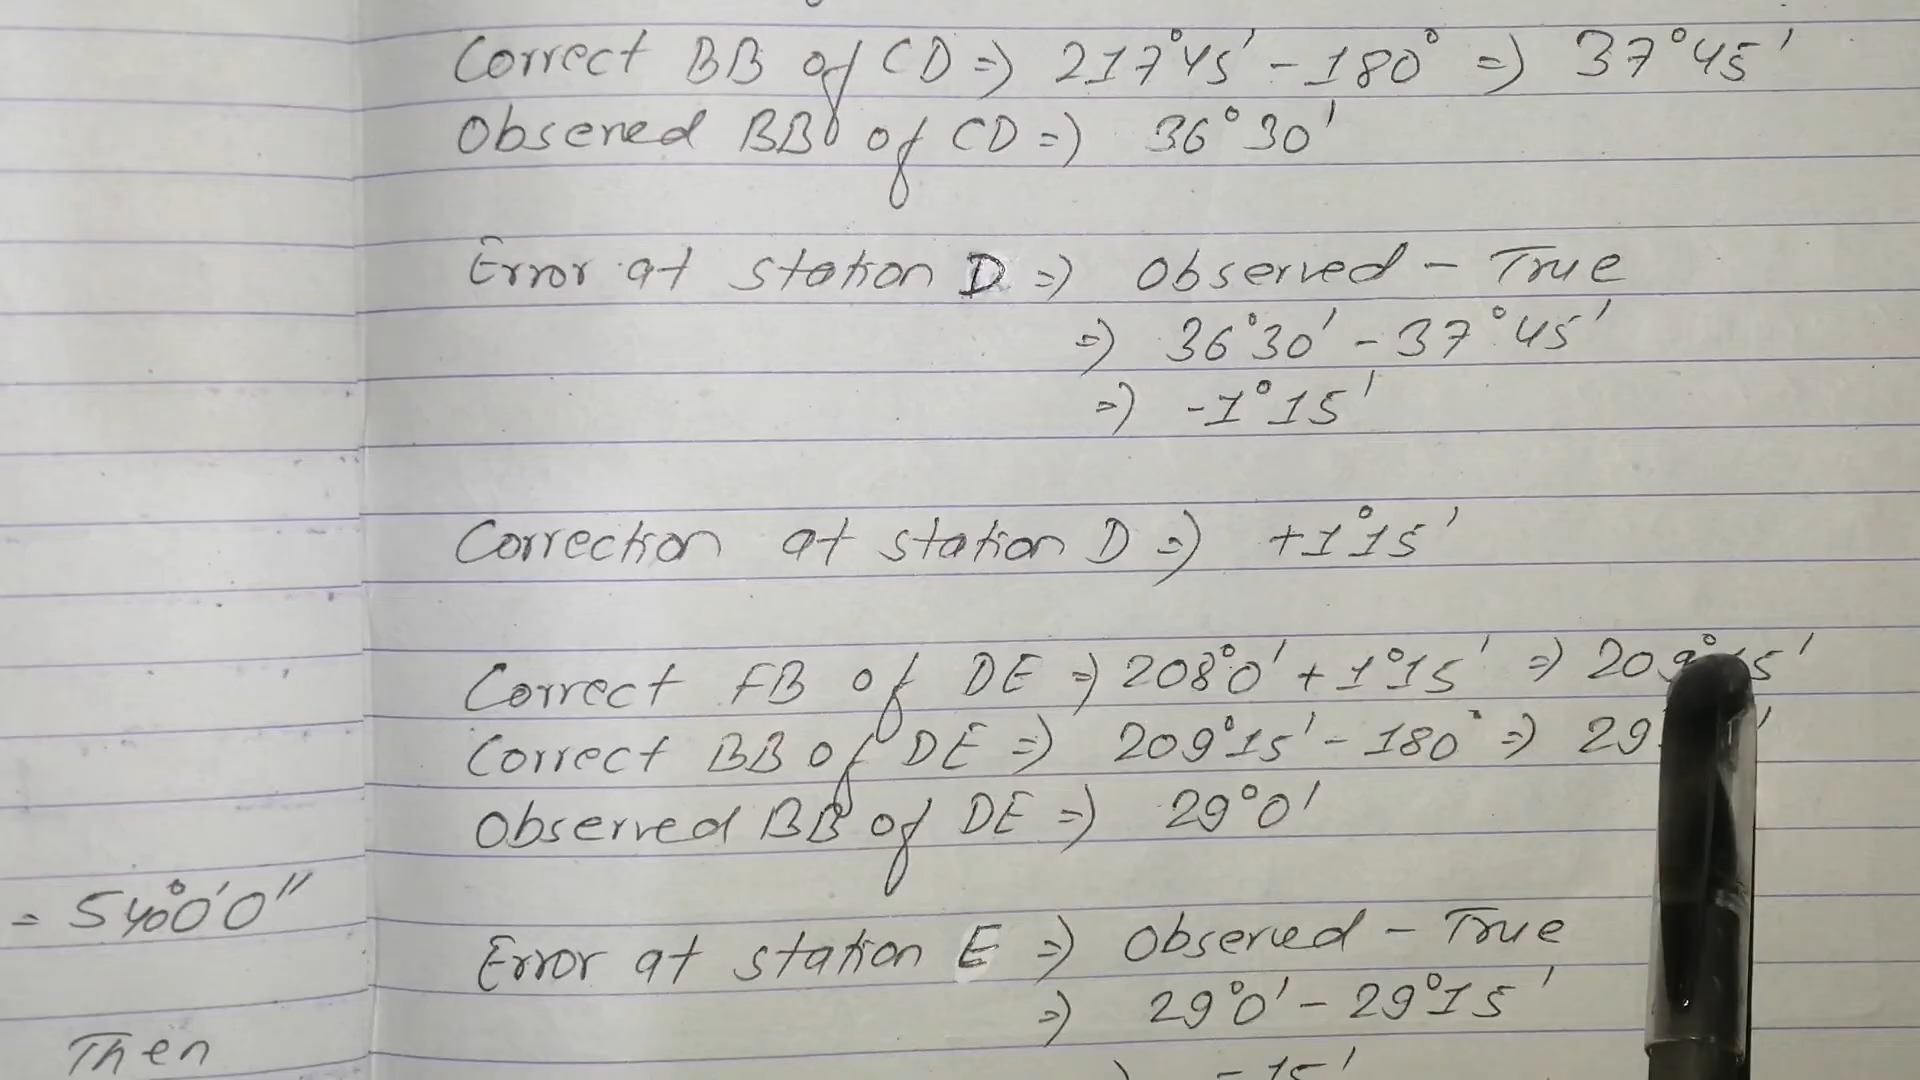 = 540°0'0"
Then
Correct BB of CD => 217°45' - 180° => 37°45'
Obsered BB of CD => 36°30'
Error at station D => Observed - True
=> 36°30' - 37°45'
=> -1°15'
Correction at station D => +1°15'
Correct FB of DE => 208°0' + 1°15' => 209°15'
Correct BB of DE => 209°15' - 180° => 29
Observed BB of DE => 29°0'
Error at station E => Observed - True
=> 29°0' - 29°15'
-15'